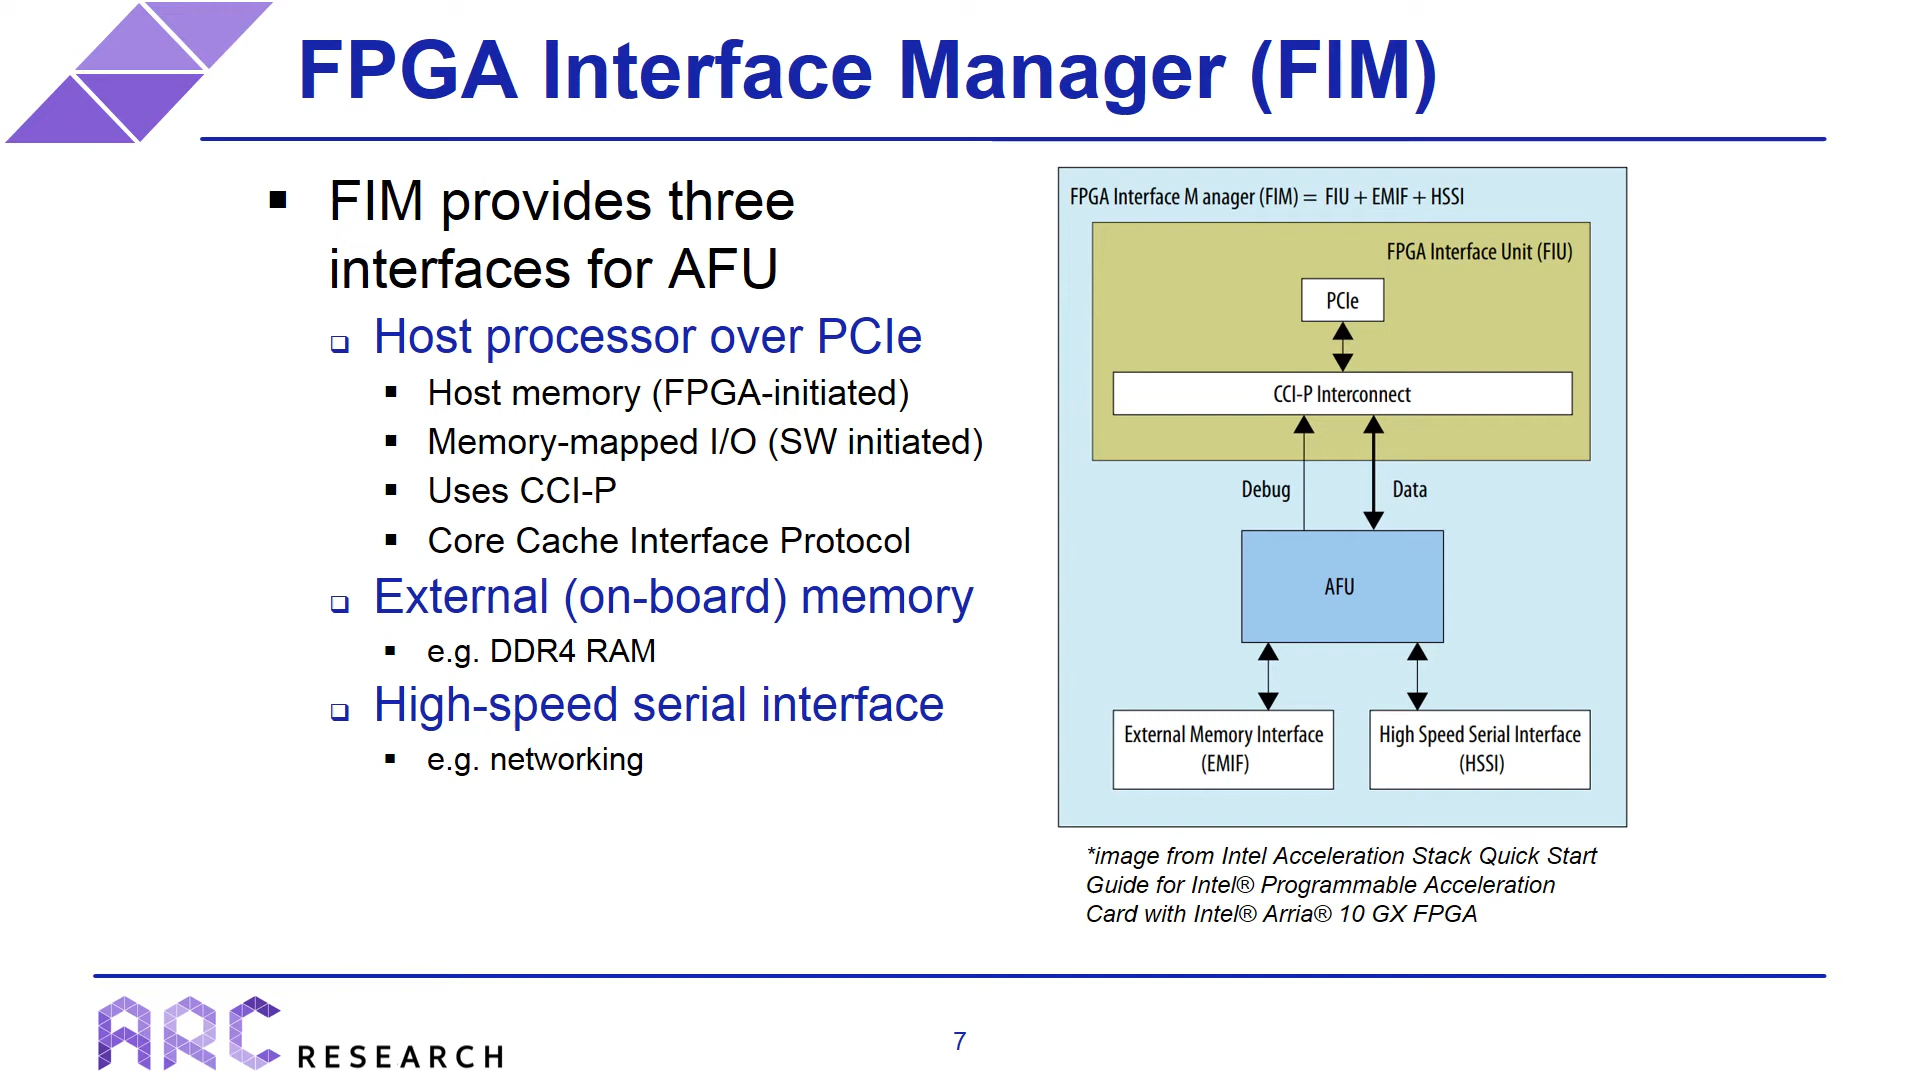 FPGA Interface Manager (FIM)
FIM provides three
interfaces for AFU
Host processor over PCIe
Host memory (FPGA-initiated)
Memory-mapped I/O (SW initiated)
Uses CCI-P
Core Cache Interface Protocol
External (on-board) memory
e.g. DDR4 RAM
High-speed serial interface
e.g. networking
FPGA Interface M anager (FIM) = FIU + EMIF + HSSI
FPGA Interface Unit (FIU)
PCIe
CCI-P Interconnect
Debug
Data
AFU
External Memory Interface
(EMIF)
High Speed Serial Interface
(HSSI)
*image from Intel Acceleration Stack Quick Start
Guide for Intel® Programmable Acceleration
Card with Intel® Arria® 10 GX FPGA
ARC RESEARCH
7